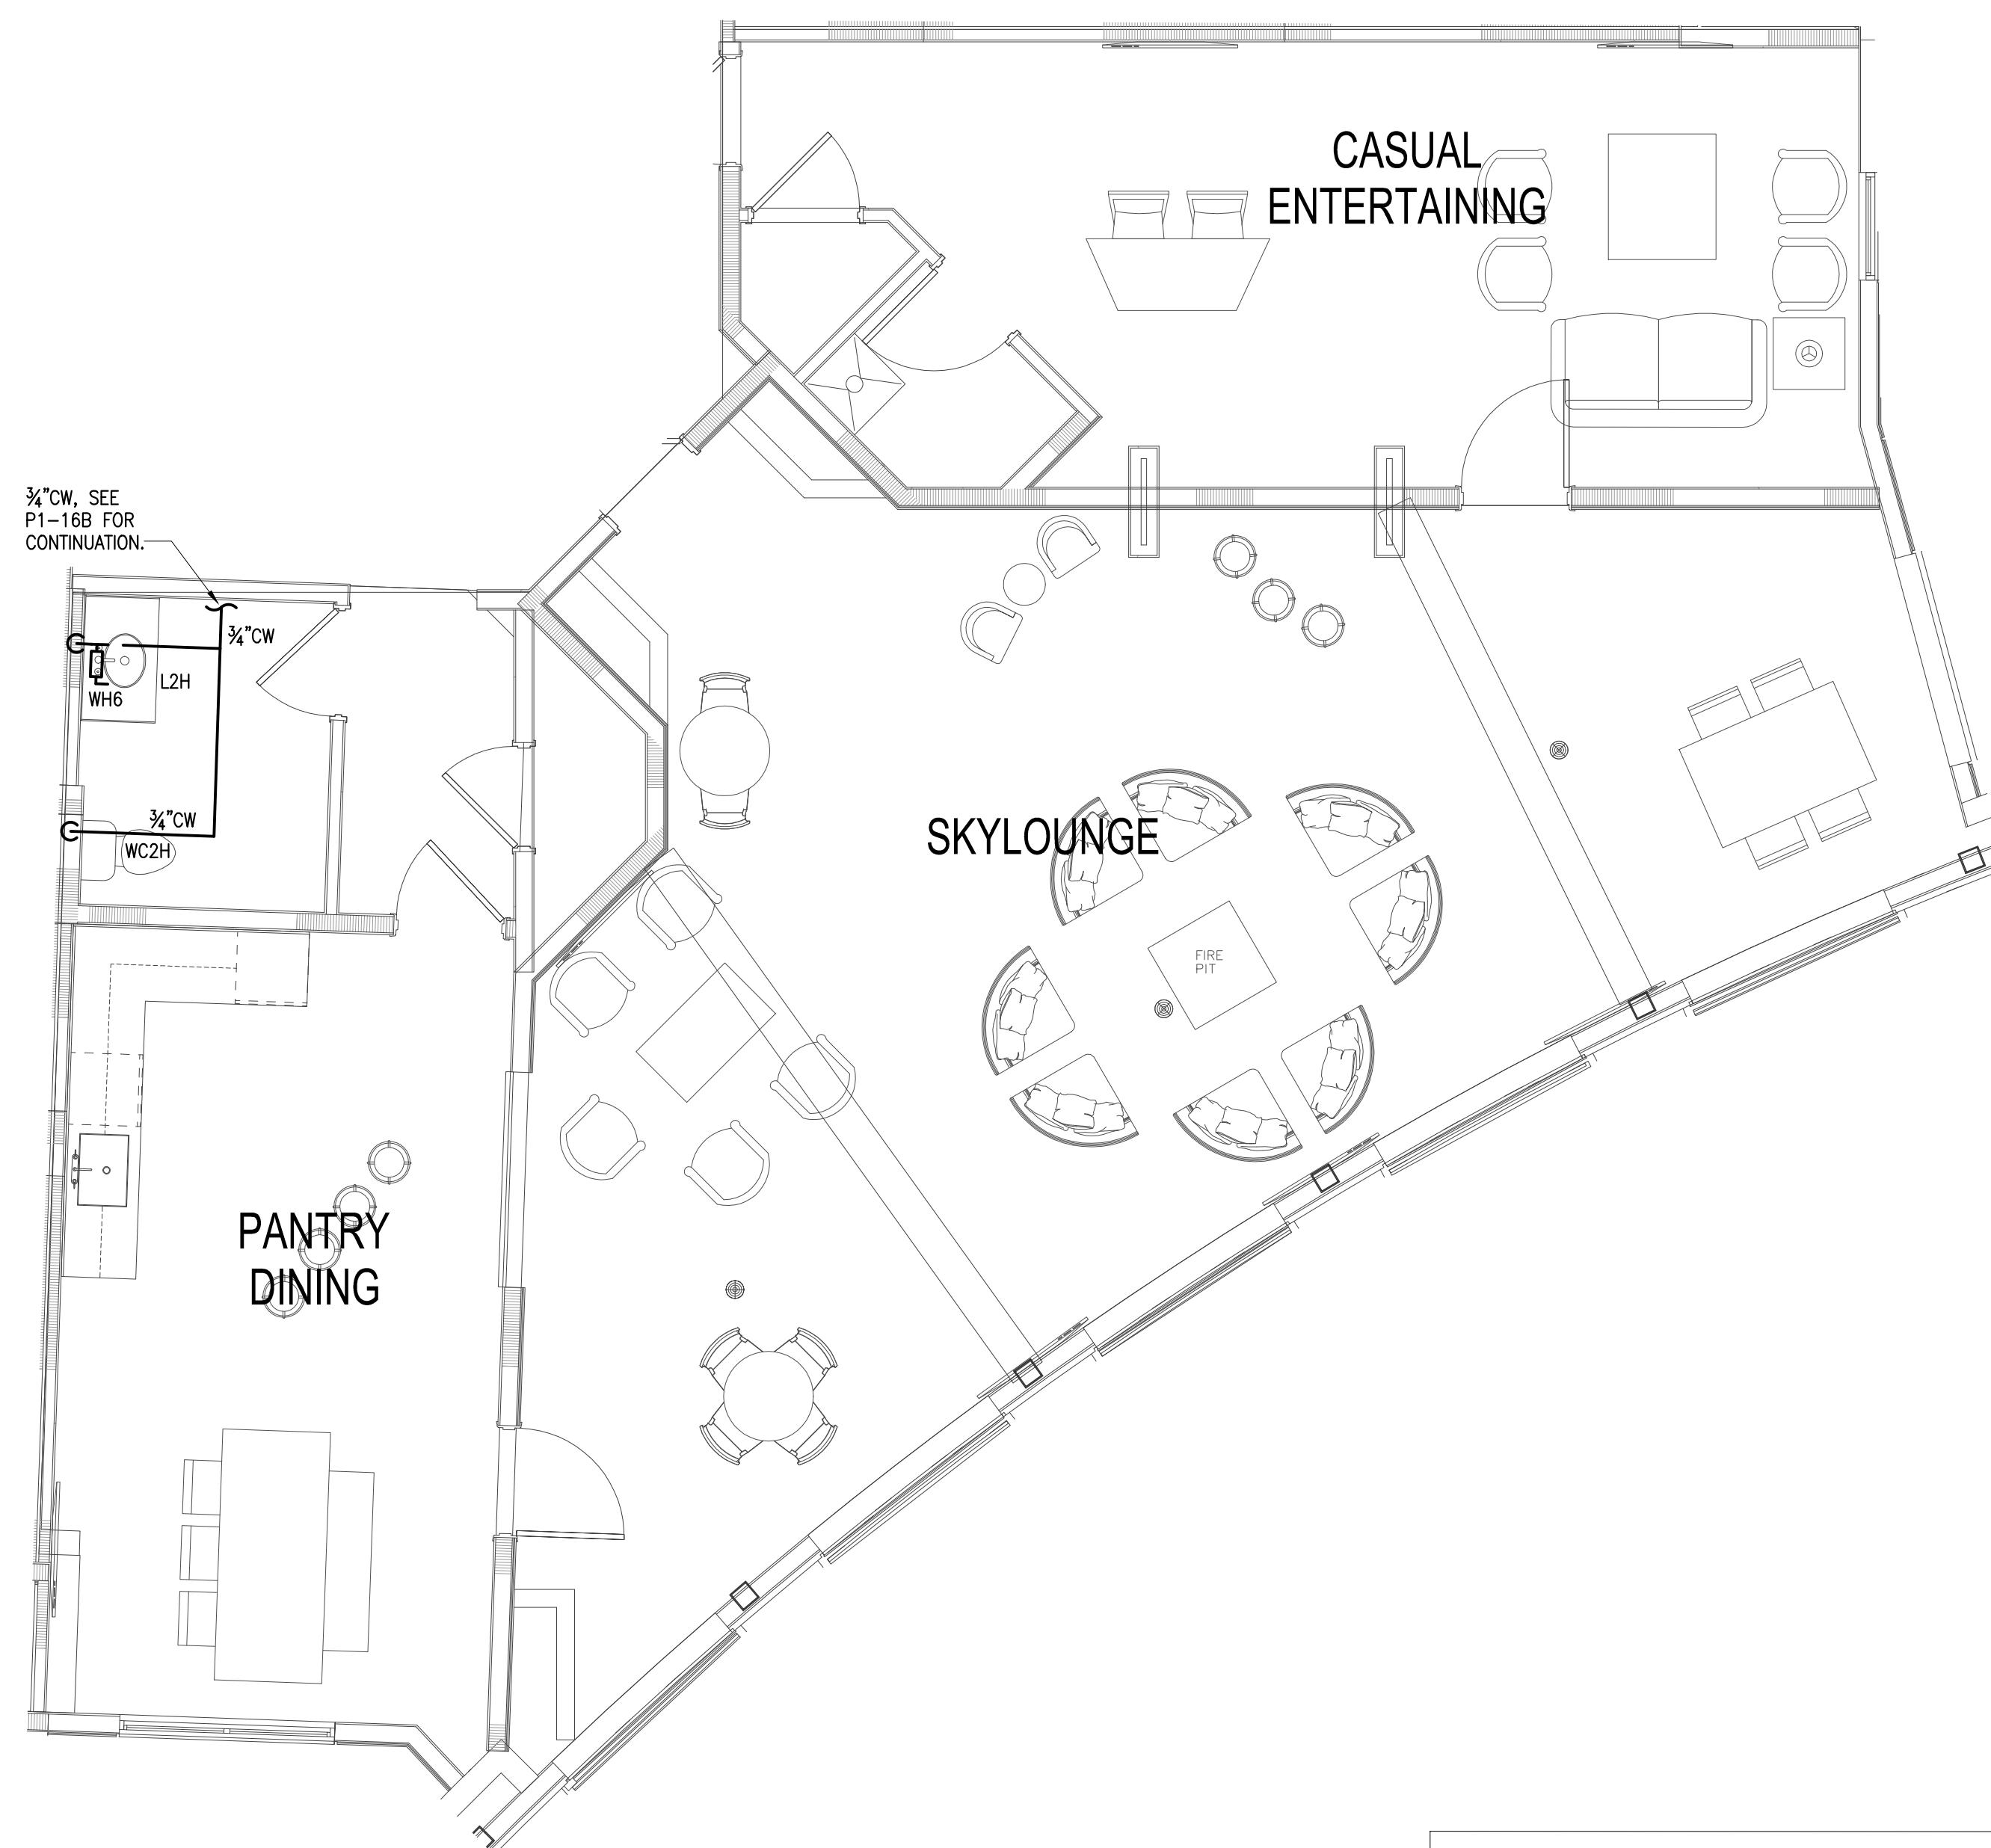 CASUAL
ENTERTAINING
¾"CW, SEE
P1-16B FOR
CONTINUATION.
¾"CW
L2H
WH6
¾"CW
WC2H
SKYLOUNGE
FIRE
PIT
PANTRY
DINING